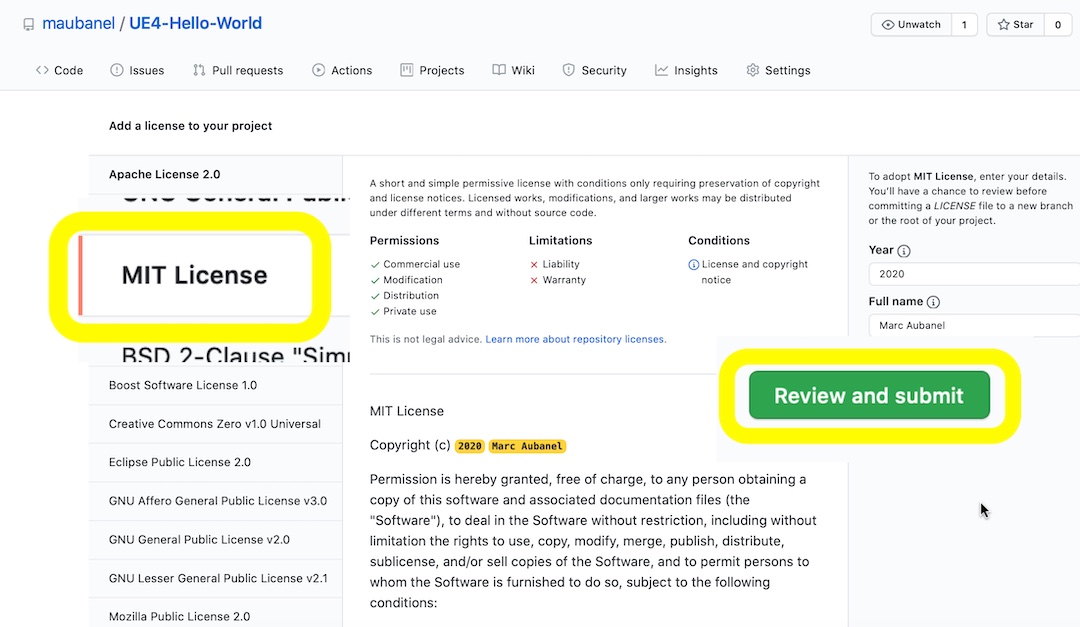 maubanel / UE4-Hello-World
Unwatch 1 Star 0
Code Issues Pull requests Actions Projects Wiki Security Insights Settings
Add a license to your project
Apache License 2.0
MIT License
BSD 2-Clause "Sim
Boost Software License 1.0
Creative Commons Zero v1.0 Universal
Eclipse Public License 2.0
GNU Affero General Public License v3.0
GNU General Public License v2.0
GNU Lesser General Public License v2.1
Mozilla Public License 2.0
A short and simple permissive license with conditions only requiring preservation of copyright
and license notices. Licensed works, modifications, and larger works may be distributed
under different terms and without source code.
Permissions
Commercial use
Modification
Distribution
Private use
Limitations
Liability
Warranty
Conditions
License and copyright
notice
This is not legal advice. Learn more about repository licenses.
MIT License
Copyright (c) 2020 Marc Aubanel
Permission is hereby granted, free of charge, to any person obtaining a
copy of this software and associated documentation files (the
"Software"), to deal in the Software without restriction, including without
limitation the rights to use, copy, modify, merge, publish, distribute,
sublicense, and/or sell copies of the Software, and to permit persons to
whom the Software is furnished to do so, subject to the following
conditions:
To adopt MIT License, enter your details.
You'll have a chance to review before
committing a LICENSE file to a new branch
or the root of your project.
Year
2020
Full name
Marc Aubanel
Review and submit